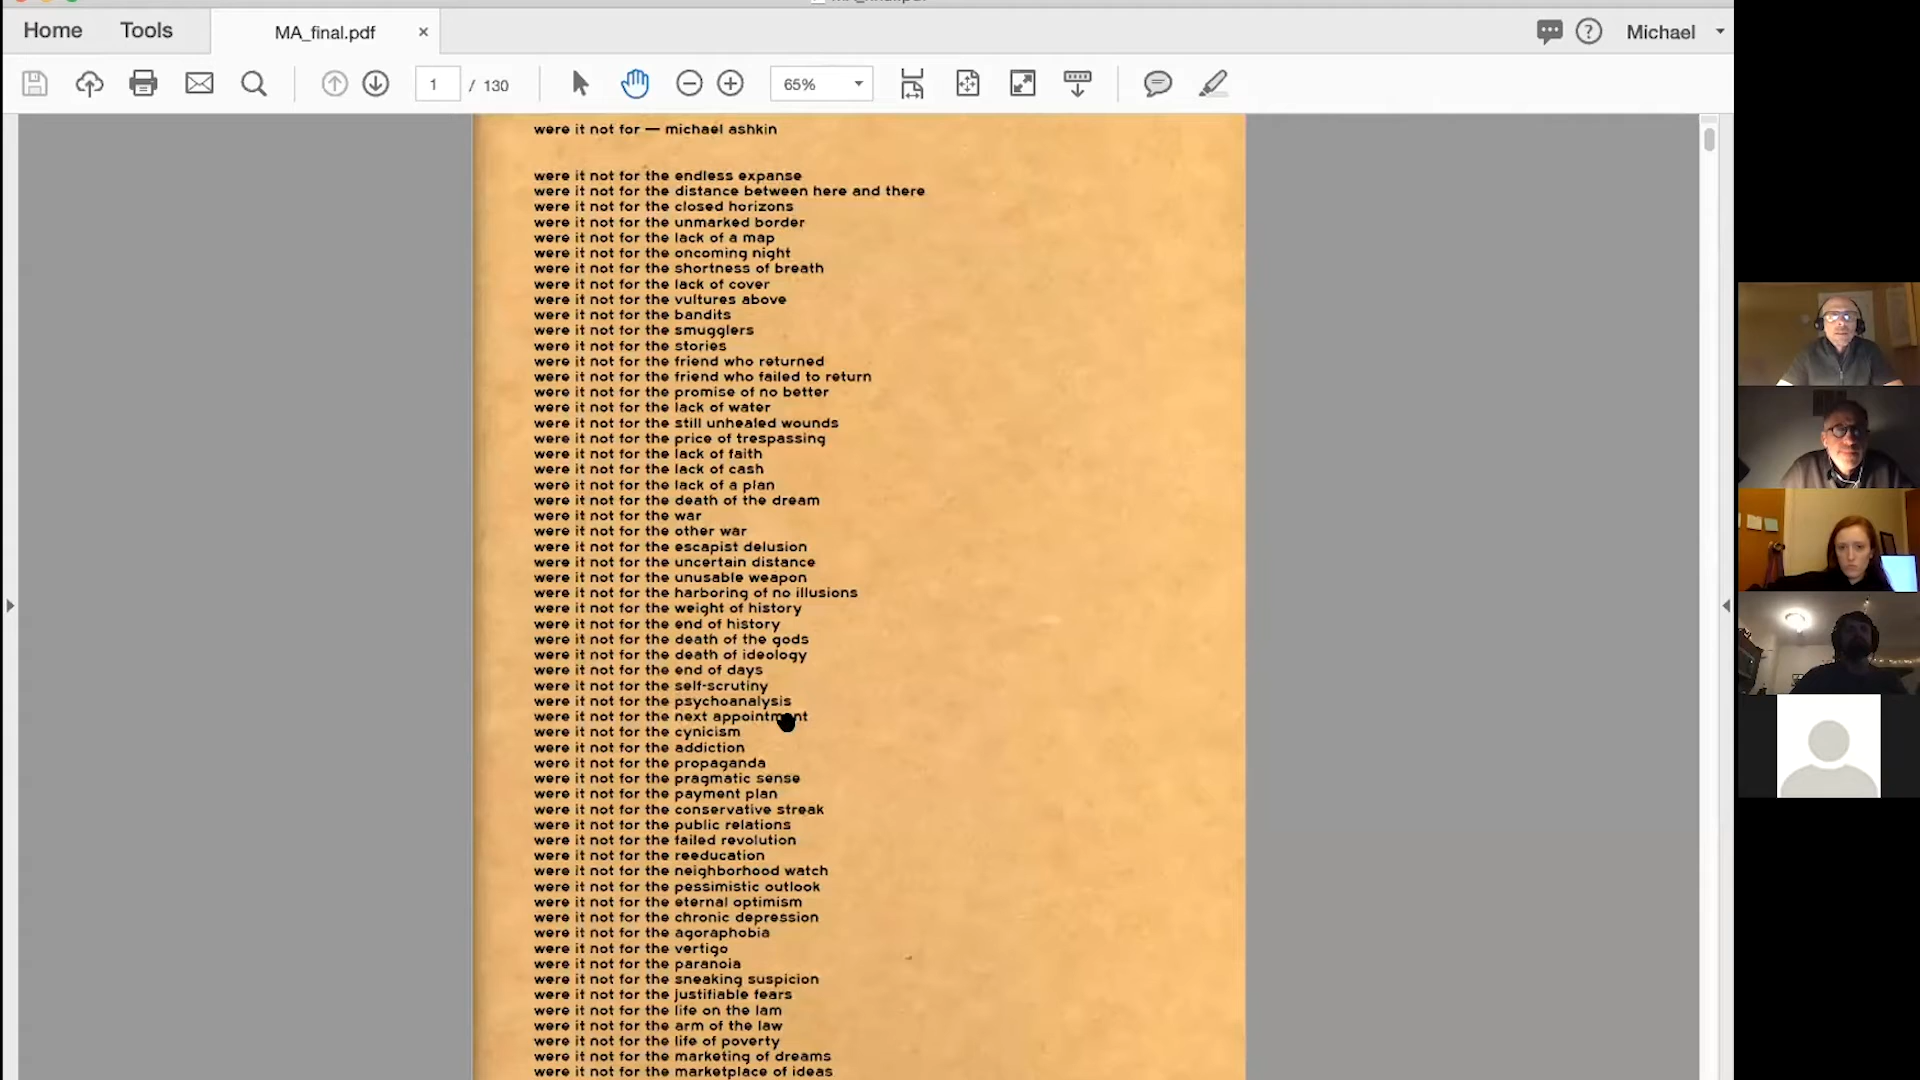 Home
Tools
MA_final.pdf
Michael
1 / 130
65%
were it not for — michael ashkin
were it not for the endless expanse
were it not for the distance between here and there
were it not for the closed horizons
were it not for the unmarked border
were it not for the lack of a map
were it not for the oncoming night
were it not for the shortness of breath
were it not for the lack of cover
were it not for the vultures above
were it not for the bandits
were it not for the smugglers
were it not for the stories
were it not for the friend who returned
were it not for the friend who failed to return
were it not for the promise of no better
were it not for the lack of water
were it not for the still unhealed wounds
were it not for the price of trespassing
were it not for the lack of faith
were it not for the lack of cash
were it not for the lack of a plan
were it not for the death of the dream
were it not for the war
were it not for the other war
were it not for the escapist delusion
were it not for the uncertain distance
were it not for the unusable weapon
were it not for the harboring of no illusions
were it not for the weight of history
were it not for the end of history
were it not for the death of the gods
were it not for the death of ideology
were it not for the end of days
were it not for the self-scrutiny
were it not for the psychoanalysis
were it not for the next appointment
were it not for the cynicism
were it not for the addiction
were it not for the propaganda
were it not for the pragmatic sense
were it not for the payment plan
were it not for the conservative streak
were it not for the public relations
were it not for the failed revolution
were it not for the reeducation
were it not for the neighborhood watch
were it not for the pessimistic outlook
were it not for the eternal optimism
were it not for the chronic depression
were it not for the agoraphobia
were it not for the vertigo
were it not for the paranoia
were it not for the sneaking suspicion
were it not for the justifiable fears
were it not for the life on the lam
were it not for the arm of the law
were it not for the life of poverty
were it not for the marketing of dreams
were it not for the marketplace of ideas